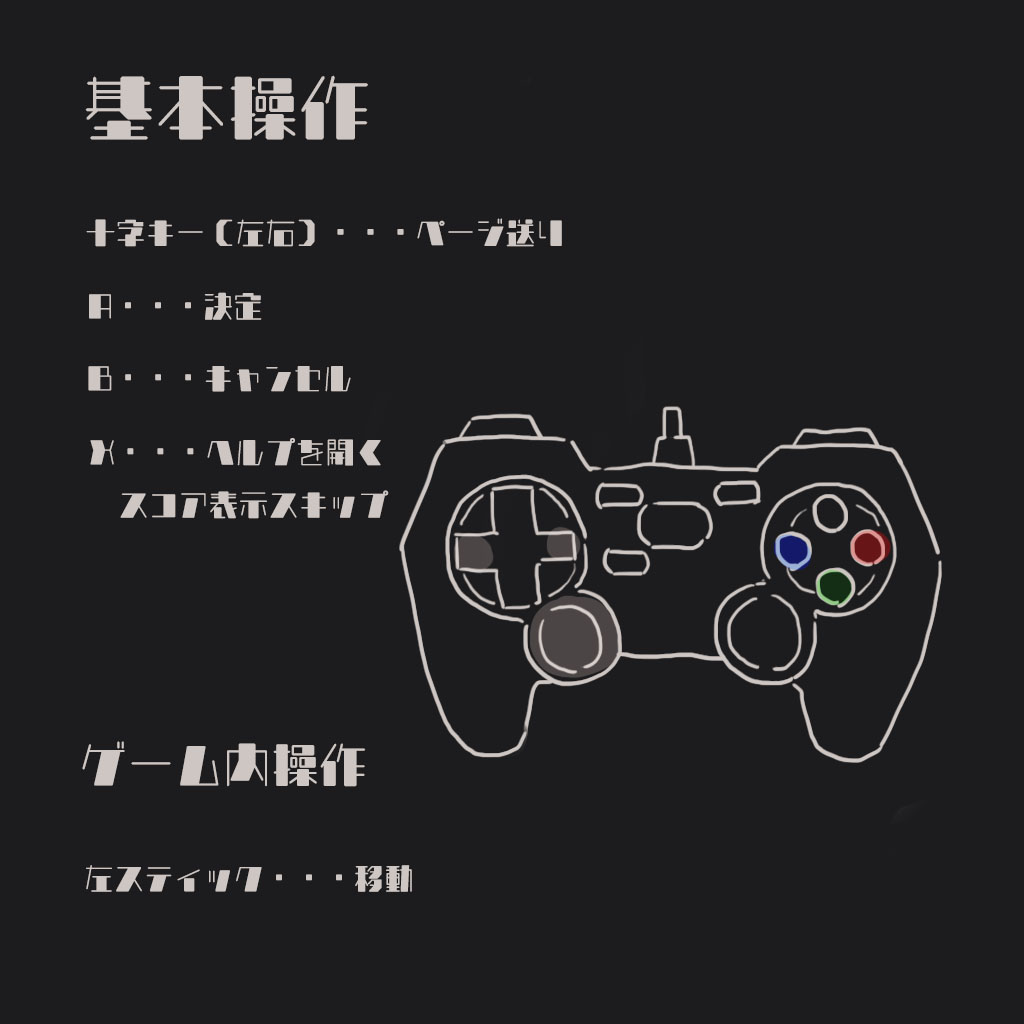 基本操作
十字キー(左右)・・・ページ送り
A・・・決定
B・・・キャンセル
X・・・ヘルプを開く
スコア表示スキップ
ゲーム内操作
左スティック・・・移動